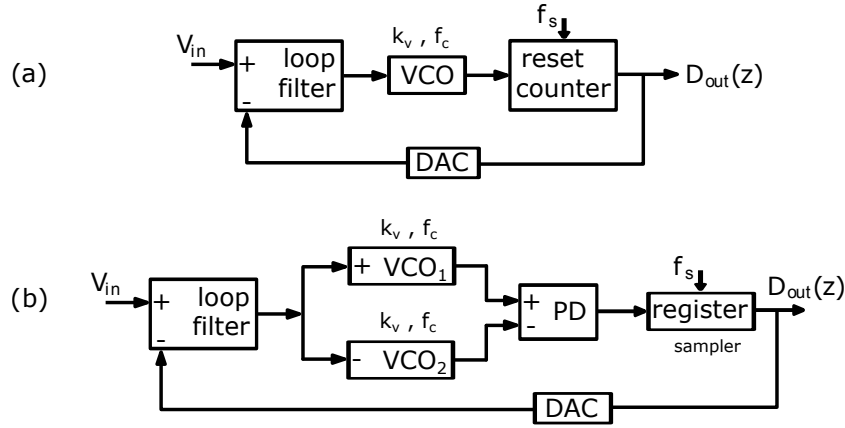 (a)
V_in
+
-
loop
filter
k_v , f_c
VCO
f_s
reset
counter
D_out(z)
DAC
(b)
V_in
+
-
loop
filter
k_v , f_c
+ VCO_1
k_v , f_c
- VCO_2
+
-
PD
f_s
register
sampler
D_out(z)
DAC